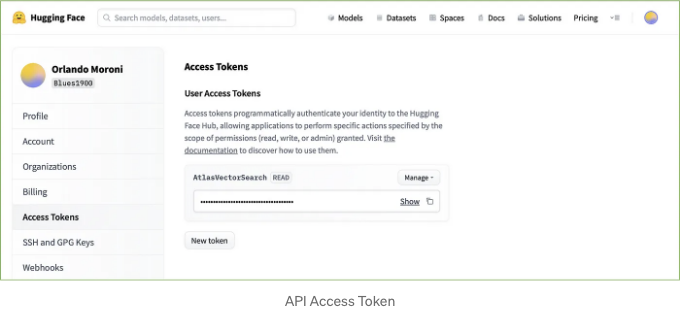 Hugging Face
Search models, datasets, users...
Models
Datasets
Spaces
Docs
Solutions
Pricing
Orlando Moroni
Blues1900
Profile
Account
Organizations
Billing
Access Tokens
SSH and GPG Keys
Webhooks
Access Tokens
User Access Tokens
Access tokens programmatically authenticate your identity to the Hugging
Face Hub, allowing applications to perform specific actions specified by the
scope of permissions (read, write, or admin) granted. Visit the
documentation to discover how to use them.
AtlasVectorSearch READ
Manage
Show
New token
API Access Token